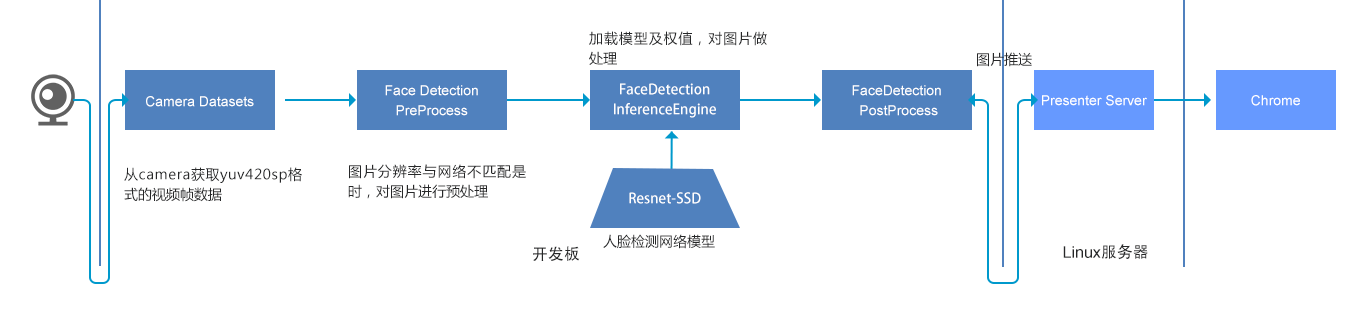 加载模型及权值，对图片做
处理
图片推送
Camera Datasets
Face Detection
PreProcess
FaceDetection
InferenceEngine
FaceDetection
PostProcess
Presenter Server
Chrome
从camera获取yuv420sp格
式的视频帧数据
图片分辨率与网络不匹配是
时，对图片进行预处理
Resnet-SSD
人脸检测网络模型
开发板
Linux服务器